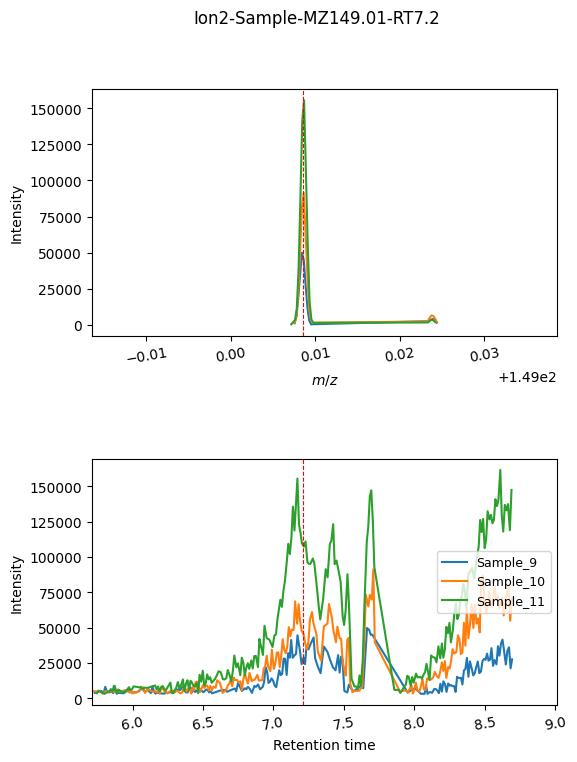 Ion2-Sample-MZ149.01-RT7.2
150000
125000
100000
75000
50000
25000
0
Intensity
−0.01
0.00
0.01
0.02
0.03
m/z
+1.49e2
150000
125000
100000
75000
50000
25000
0
Intensity
Sample_9
Sample_10
Sample_11
6.0
6.5
7.0
7.5
8.0
8.5
9.0
Retention time